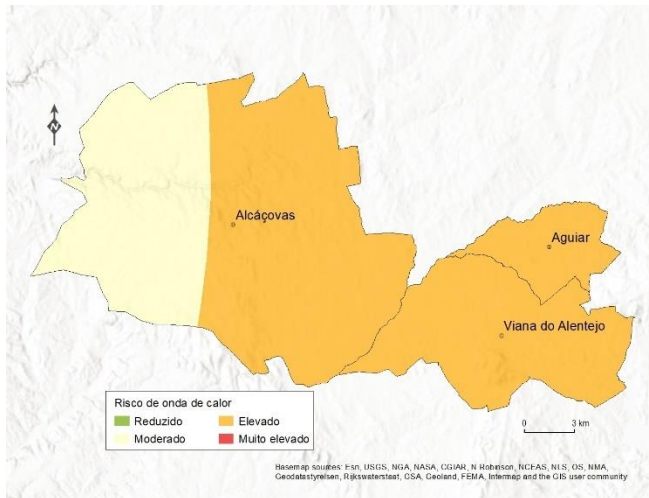 N
Alcáçovas
Aguiar
Viana do Alentejo
Risco de onda de calor
Reduzido
Elevado
Moderado
Muito elevado
0 3 km
Basemap sources: Esri, USGS, NGA, NASA, CGIAR, N Robinson, NCEAS, NLS, OS, NMA,
Geodatastyrelsen, Rijkswaterstaat, GSA, Geoland, FEMA, Intermap and the GIS user community